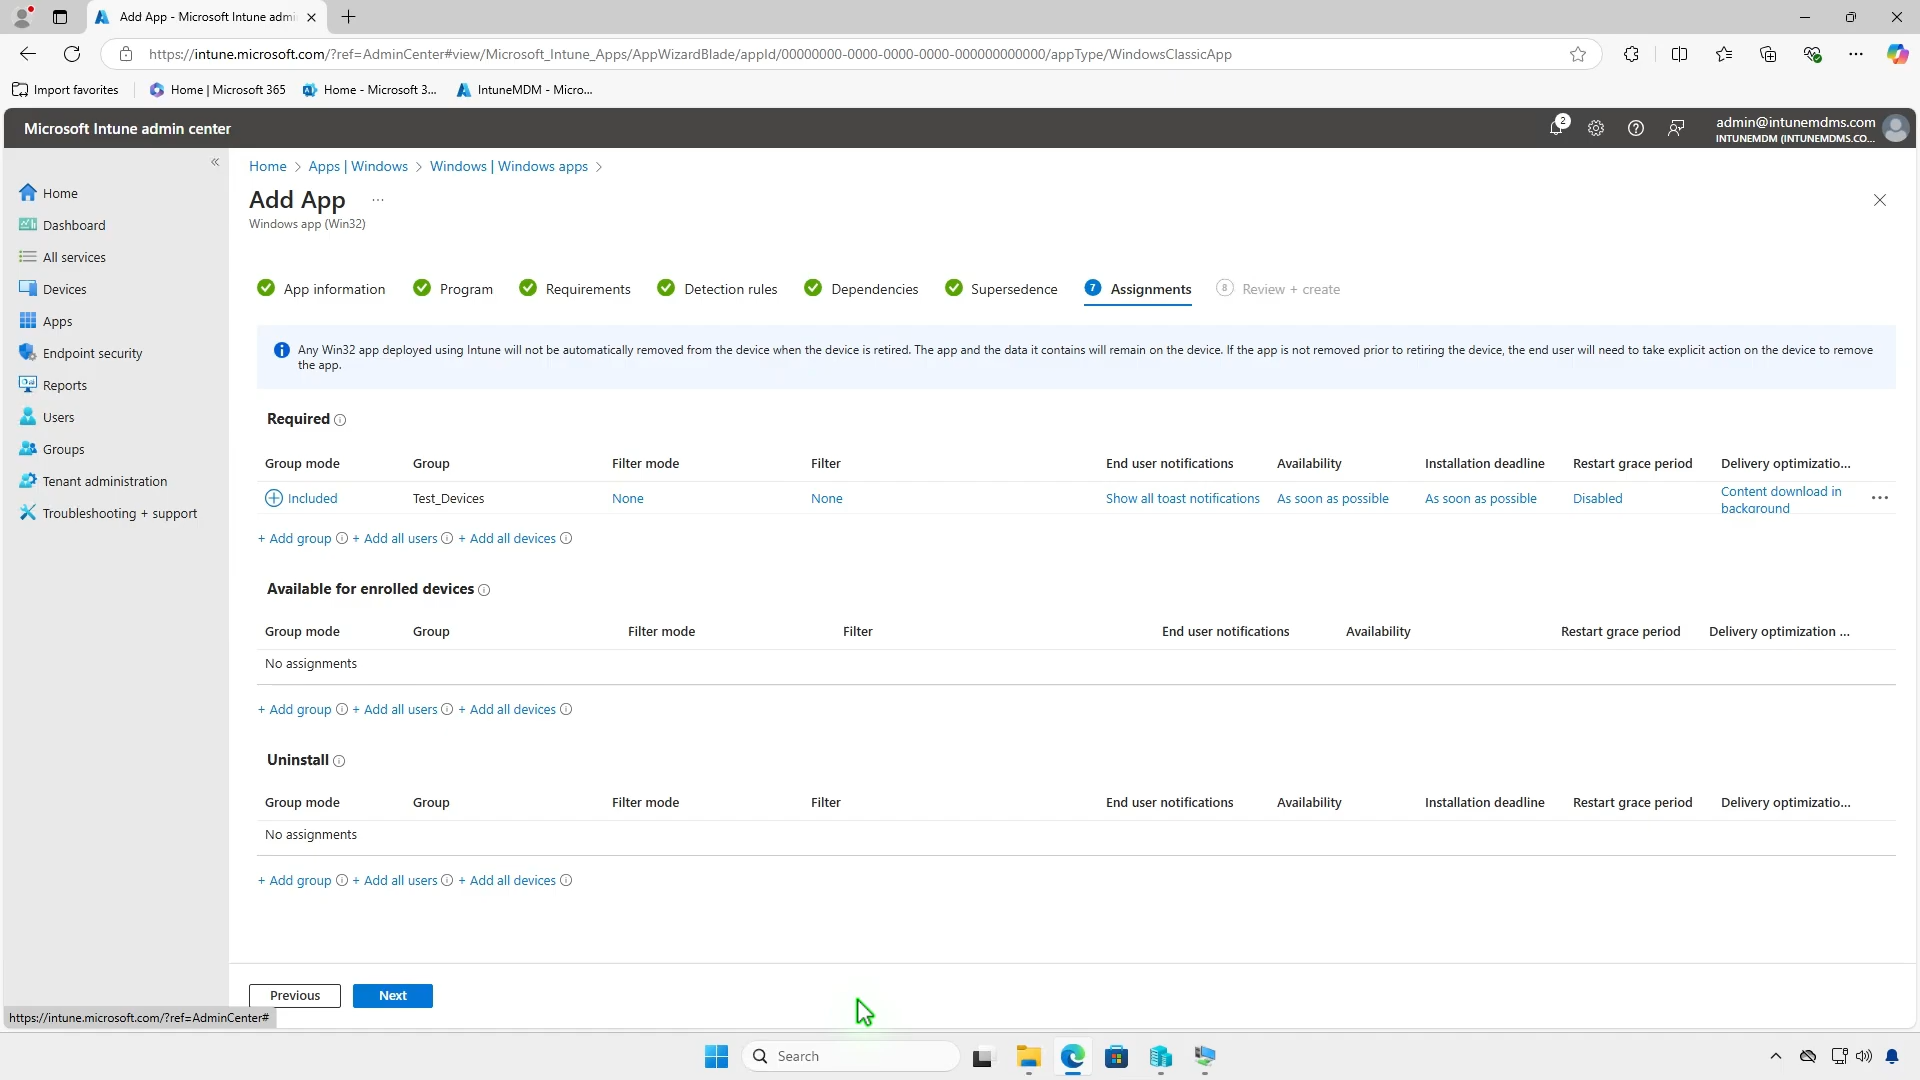 Add App - Microsoft Intune admi
https://intune.microsoft.com/?ref=AdminCenter#view/Microsoft_Intune_Apps/AppWizardBlade/appId/00000000-0000-0000-0000-000000000000/appType/WindowsClassicApp
Import favorites
Home | Microsoft 365
Home - Microsoft 3...
IntuneMDM - Micro...
Microsoft Intune admin center
2
admin@intunemdms.com
INTUNEMDM (INTUNEMDMS.CO...
Home
Dashboard
All services
Devices
Apps
Endpoint security
Reports
Users
Groups
Tenant administration
Troubleshooting + support
Home > Apps | Windows > Windows | Windows apps >
Add App ...
Windows app (Win32)
App information
Program
Requirements
Detection rules
Dependencies
Supersedence
7 Assignments
8 Review + create
Any Win32 app deployed using Intune will not be automatically removed from the device when the device is retired. The app and the data it contains will remain on the device. If the app is not removed prior to retiring the device, the end user will need to take explicit action on the device to remove
the app.
Required
Group mode Group Filter mode Filter End user notifications Availability Installation deadline Restart grace period Delivery optimizatio...
Included Test_Devices None None Show all toast notifications As soon as possible As soon as possible Disabled Content download in
background
+ Add group + Add all users + Add all devices
Available for enrolled devices
Group mode Group Filter mode Filter End user notifications Availability Restart grace period Delivery optimization ...
No assignments
+ Add group + Add all users + Add all devices
Uninstall
Group mode Group Filter mode Filter End user notifications Availability Installation deadline Restart grace period Delivery optimizatio...
No assignments
+ Add group + Add all users + Add all devices
Previous
Next
https://intune.microsoft.com/?ref=AdminCenter#
Search